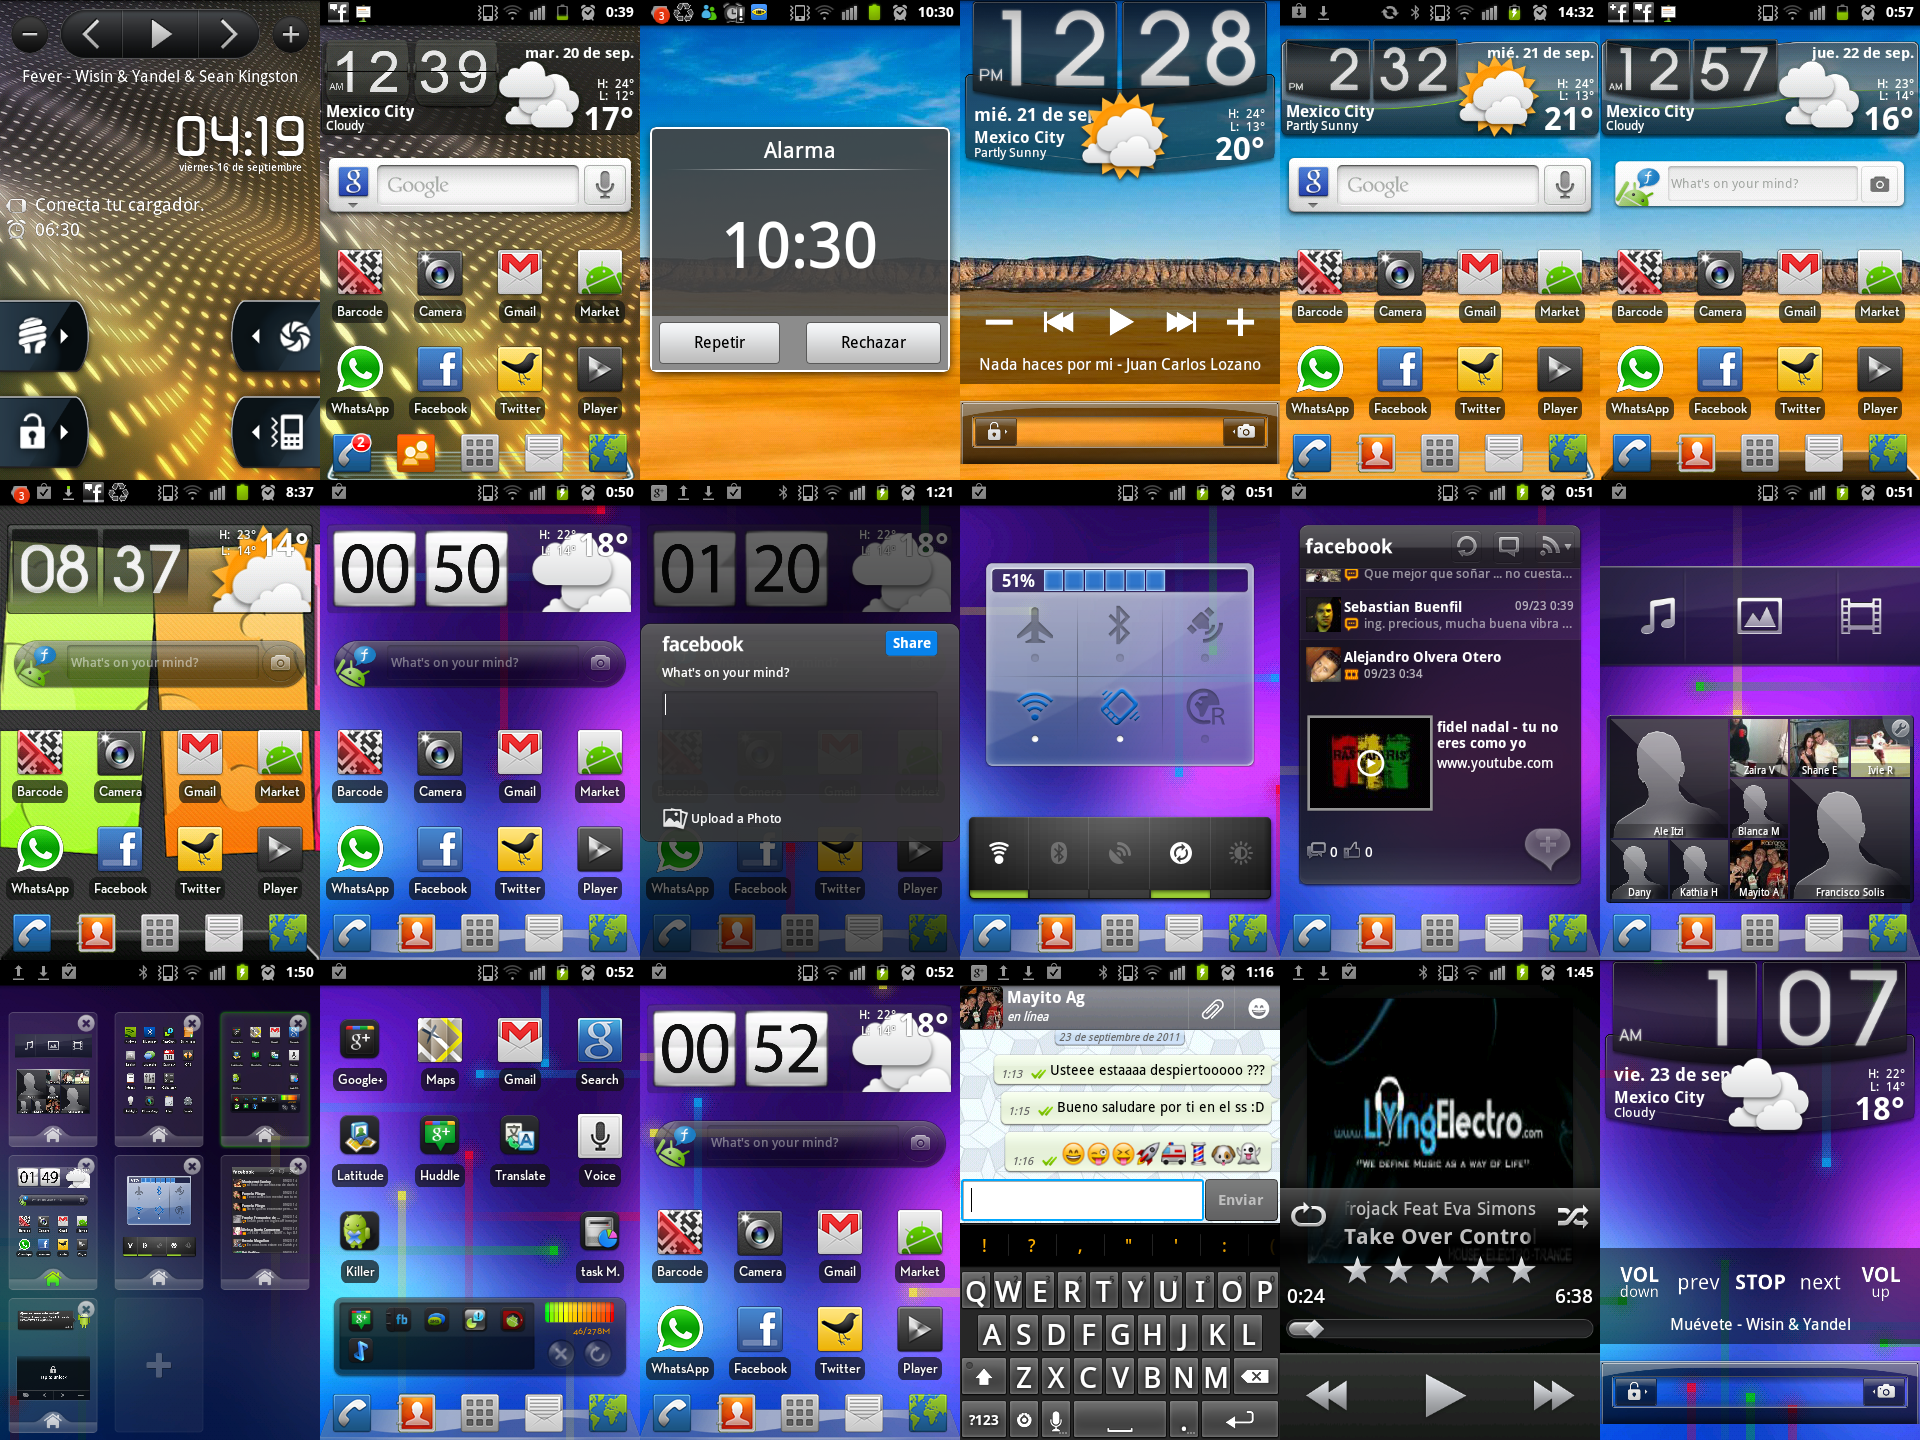 Fever - Wisin & Yandel & Sean Kingston
04:19
viernes 16 de septiembre
Conecta tu cargador.
06:30
0:39
AM 12 39
mar. 20 de sep.
H: 24°
L: 12°
Mexico City
Cloudy
17°
Google
Barcode Camera Gmail Market
WhatsApp Facebook Twitter Player
2
3
10:30
Alarma
10:30
Repetir Rechazar
PM 12 28
mié. 21 de se
H: 24°
L: 13°
Mexico City
Partly Sunny
20°
Nada haces por mi - Juan Carlos Lozano
14:32
PM 2 32
mié. 21 de sep.
H: 24°
L: 13°
Mexico City
Partly Sunny
21°
Google
Barcode Camera Gmail Market
WhatsApp Facebook Twitter Player
0:57
AM 12 57
jue. 22 de sep.
H: 23°
L: 14°
Mexico City
Cloudy
16°
What's on your mind?
Barcode Camera Gmail Market
WhatsApp Facebook Twitter Player
3
8:37
08 37
H: 23°
L: 14°
14°
What's on your mind?
Barcode Camera Gmail Market
WhatsApp Facebook Twitter Player
0:50
00 50
H: 22°
L: 14°
18°
What's on your mind?
Barcode Camera Gmail Market
WhatsApp Facebook Twitter Player
1:21
01 20
H: 22°
L: 14°
18°
facebook
Share
What's on your mind?
Upload a Photo
WhatsApp Facebook Twitter Player
0:51
51%
R
0:51
facebook
Que mejor que soñar ... no cuesta...
Sebastian Buenfil 09/23 0:39
ing. precious, mucha buena vibra ...
Alejandro Olvera Otero
09/23 0:34
fidel nadal - tu no
eres como yo
www.youtube.com
0 0
0:51
Zaira V Shane E Ivie R
Ale Itzi Blanca M
Dany Kathia H Mayito A Francisco Solis
1:50
01 49
0:52
Google+ Maps Gmail Search
Latitude Huddle Translate Voice
Killer task M.
fb
46/278M
0:52
00 52
H: 22°
L: 14°
18°
What's on your mind?
Barcode Camera Gmail Market
WhatsApp Facebook Twitter Player
1:16
Mayito Ag
en línea
23 de septiembre de 2011
1:13 Usteee estaaaa despiertooooo ???
1:15 Bueno saludare por ti en el ss :D
1:16
Enviar
! ? , " ' :
Q W E R T Y U I O P
A S D F G H J K L
Z X C V B N M
?123 .
1:45
www.LivingElectro.com
"WE DEFINE MUSIC AS A WAY OF LIFE"
frojack Feat Eva Simons
Take Over Control
HOUSE ELECTRO-TRANCE
0:24 6:38
AM 1 07
vie. 23 de sep
H: 22°
L: 14°
Mexico City
Cloudy
18°
VOL down prev STOP next VOL up
Muévete - Wisin & Yandel